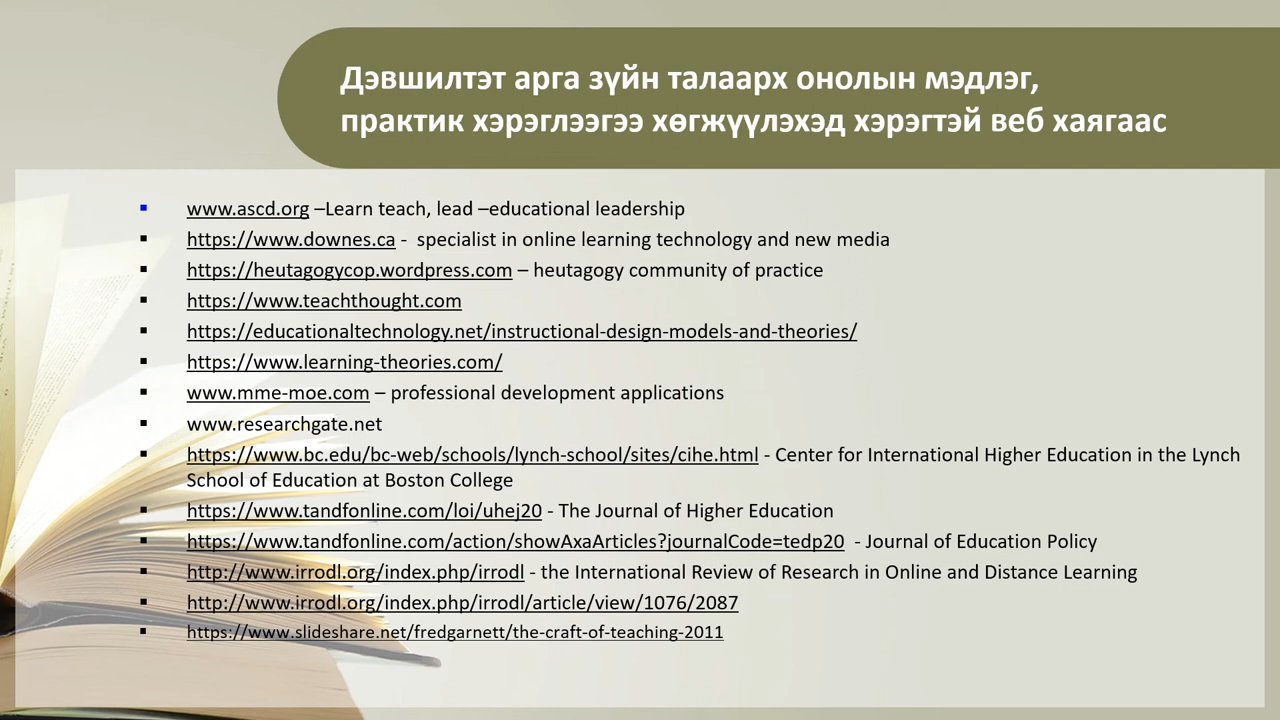 Дэвшилтэт арга зүйн талаарх онолын мэдлэг,
практик хэрэглээгээ хөгжүүлэхэд хэрэгтэй веб хаягаас
▪ www.ascd.org –Learn teach, lead –educational leadership
▪ https://www.downes.ca - specialist in online learning technology and new media
▪ https://heutagogycop.wordpress.com – heutagogy community of practice
▪ https://www.teachthought.com
▪ https://educationaltechnology.net/instructional-design-models-and-theories/
▪ https://www.learning-theories.com/
▪ www.mme-moe.com – professional development applications
▪ www.researchgate.net
▪ https://www.bc.edu/bc-web/schools/lynch-school/sites/cihe.html - Center for International Higher Education in the Lynch
School of Education at Boston College
▪ https://www.tandfonline.com/loi/uhej20 - The Journal of Higher Education
▪ https://www.tandfonline.com/action/showAxaArticles?journalCode=tedp20 - Journal of Education Policy
▪ http://www.irrodl.org/index.php/irrodl - the International Review of Research in Online and Distance Learning
▪ http://www.irrodl.org/index.php/irrodl/article/view/1076/2087
▪ https://www.slideshare.net/fredgarnett/the-craft-of-teaching-2011